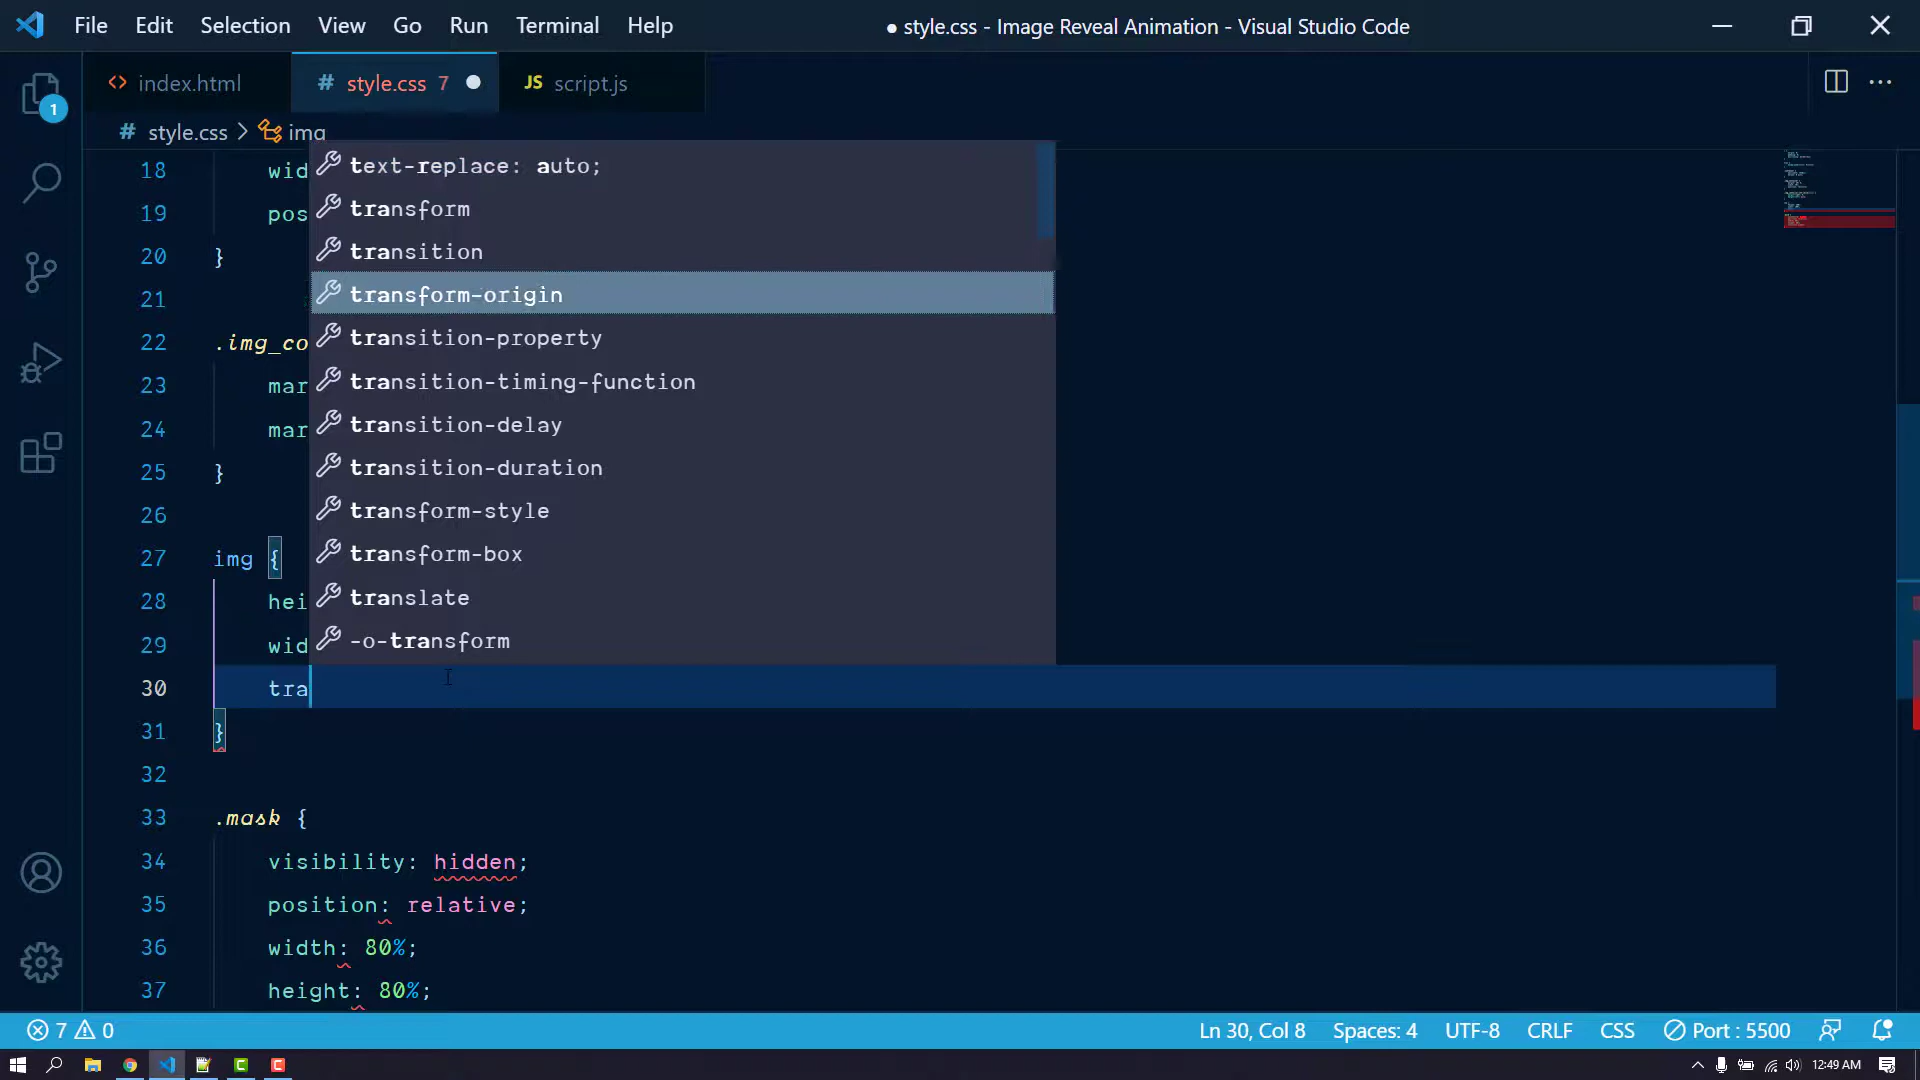 File Edit Selection View Go Run Terminal Help ● style.css - Image Reveal Animation - Visual Studio Code
<> index.html # style.css 7 ● JS script.js
# style.css > img
1
text-replace: auto;
transform
transition
transform-origin
transition-property
transition-timing-function
transition-delay
transition-duration
transform-style
transform-box
translate
-o-transform
18 wid
19 pos
20 }
21
22 .img_co
23 mar
24 mar
25 }
26
27 img {
28 hei
29 wid
30 tra
31 }
32
33 .mask {
34 visibility: hidden;
35 position: relative;
36 width: 80%;
37 height: 80%;
7 0 Ln 30, Col 8 Spaces: 4 UTF-8 CRLF CSS Port : 5500
12:49 AM